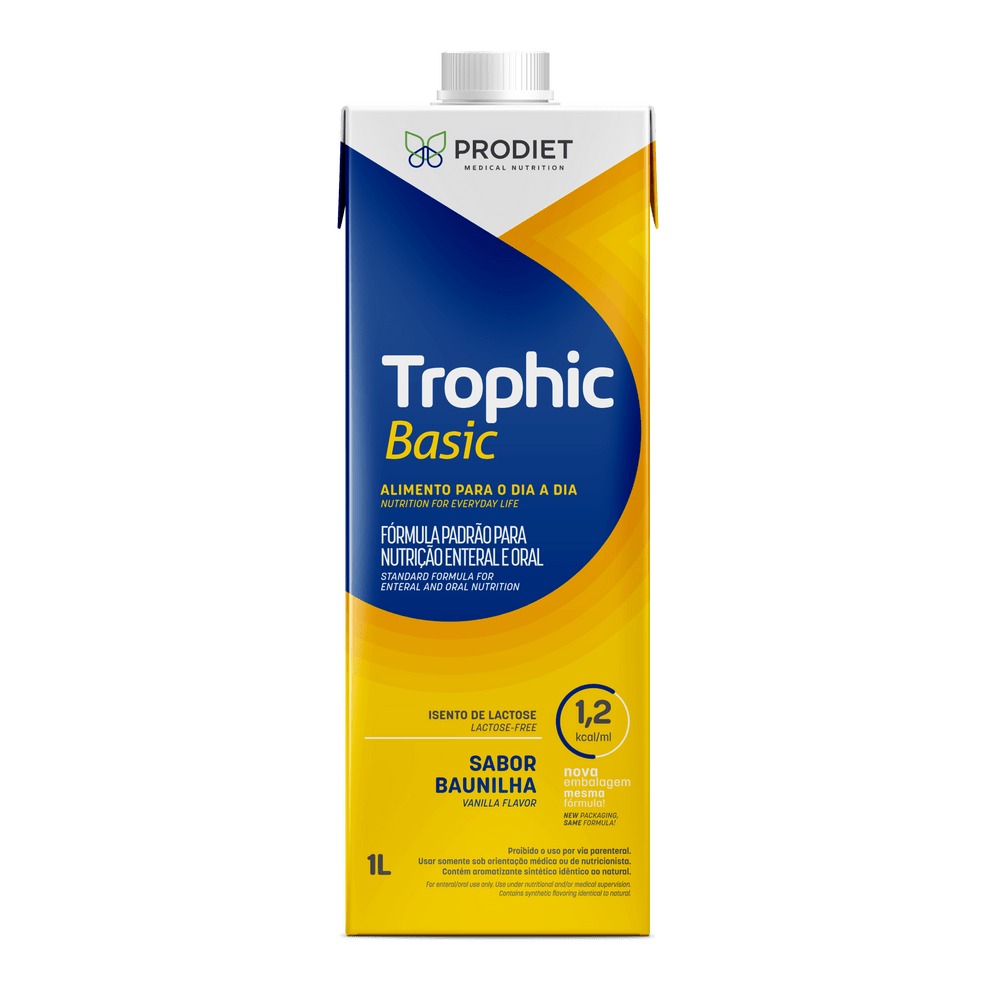 PRODIET
MEDICAL NUTRITION
Trophic
Basic
ALIMENTO PARA O DIA A DIA
NUTRITION FOR EVERYDAY LIFE
FÓRMULA PADRÃO PARA
NUTRIÇÃO ENTERAL E ORAL
STANDARD FORMULA FOR
ENTERAL AND ORAL NUTRITION
ISENTO DE LACTOSE
LACTOSE-FREE
1,2
kcal/ml
SABOR
BAUNILHA
VANILLA FLAVOR
nova
embalagem
mesma
fórmula!
NEW PACKAGING,
SAME FORMULA!
1L
Proibido o uso por via parenteral.
Usar somente sob orientação médica ou de nutricionista.
Contém aromatizante sintético idêntico ao natural.
For enteral/oral use only. Use under nutritional and/or medical supervision.
Contains synthetic flavoring identical to natural.